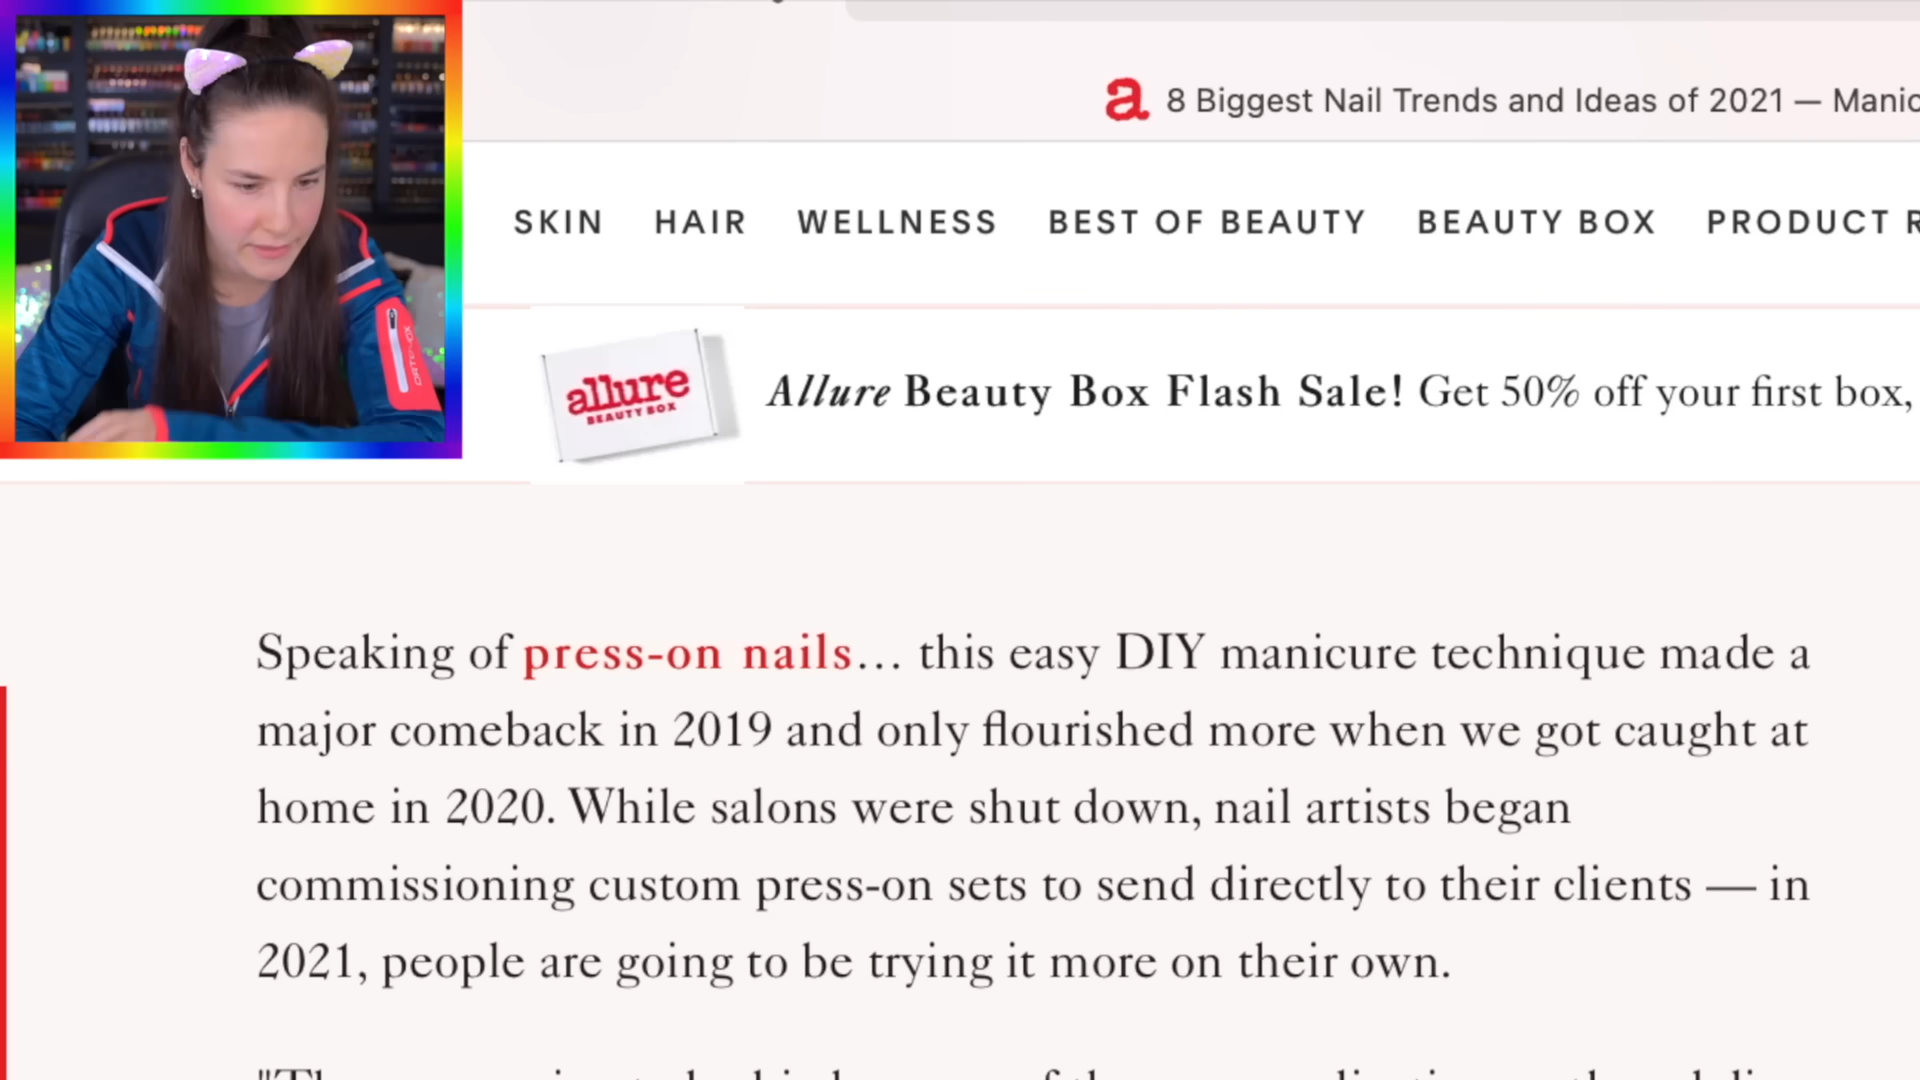 a 8 Biggest Nail Trends and Ideas of 2021 —
SKIN HAIR WELLNESS BEST OF BEAUTY BEAUTY BOX PRODUCT
allure
BEAUTY BOX
Allure Beauty Box Flash Sale! Get 50% off your first box,
ORTOVOX
Speaking of press-on nails... this easy DIY manicure technique made a
major comeback in 2019 and only flourished more when we got caught at
home in 2020. While salons were shut down, nail artists began
commissioning custom press-on sets to send directly to their clients — in
2021, people are going to be trying it more on their own.